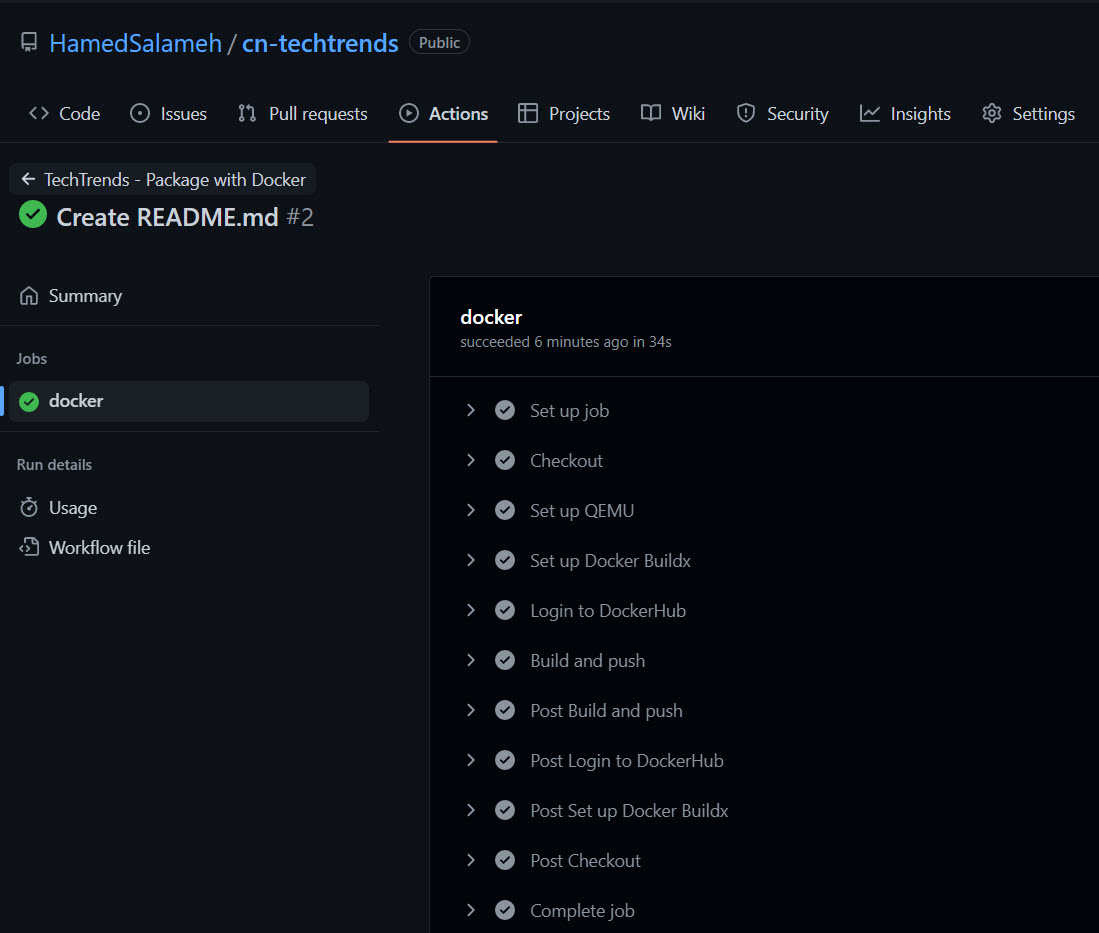 HamedSalameh / cn-techtrends Public
Code Issues Pull requests Actions Projects Wiki Security Insights Settings
TechTrends - Package with Docker
Create README.md #2
Summary
Jobs
docker
Run details
Usage
Workflow file
docker
succeeded 6 minutes ago in 34s
Set up job
Checkout
Set up QEMU
Set up Docker Buildx
Login to DockerHub
Build and push
Post Build and push
Post Login to DockerHub
Post Set up Docker Buildx
Post Checkout
Complete job